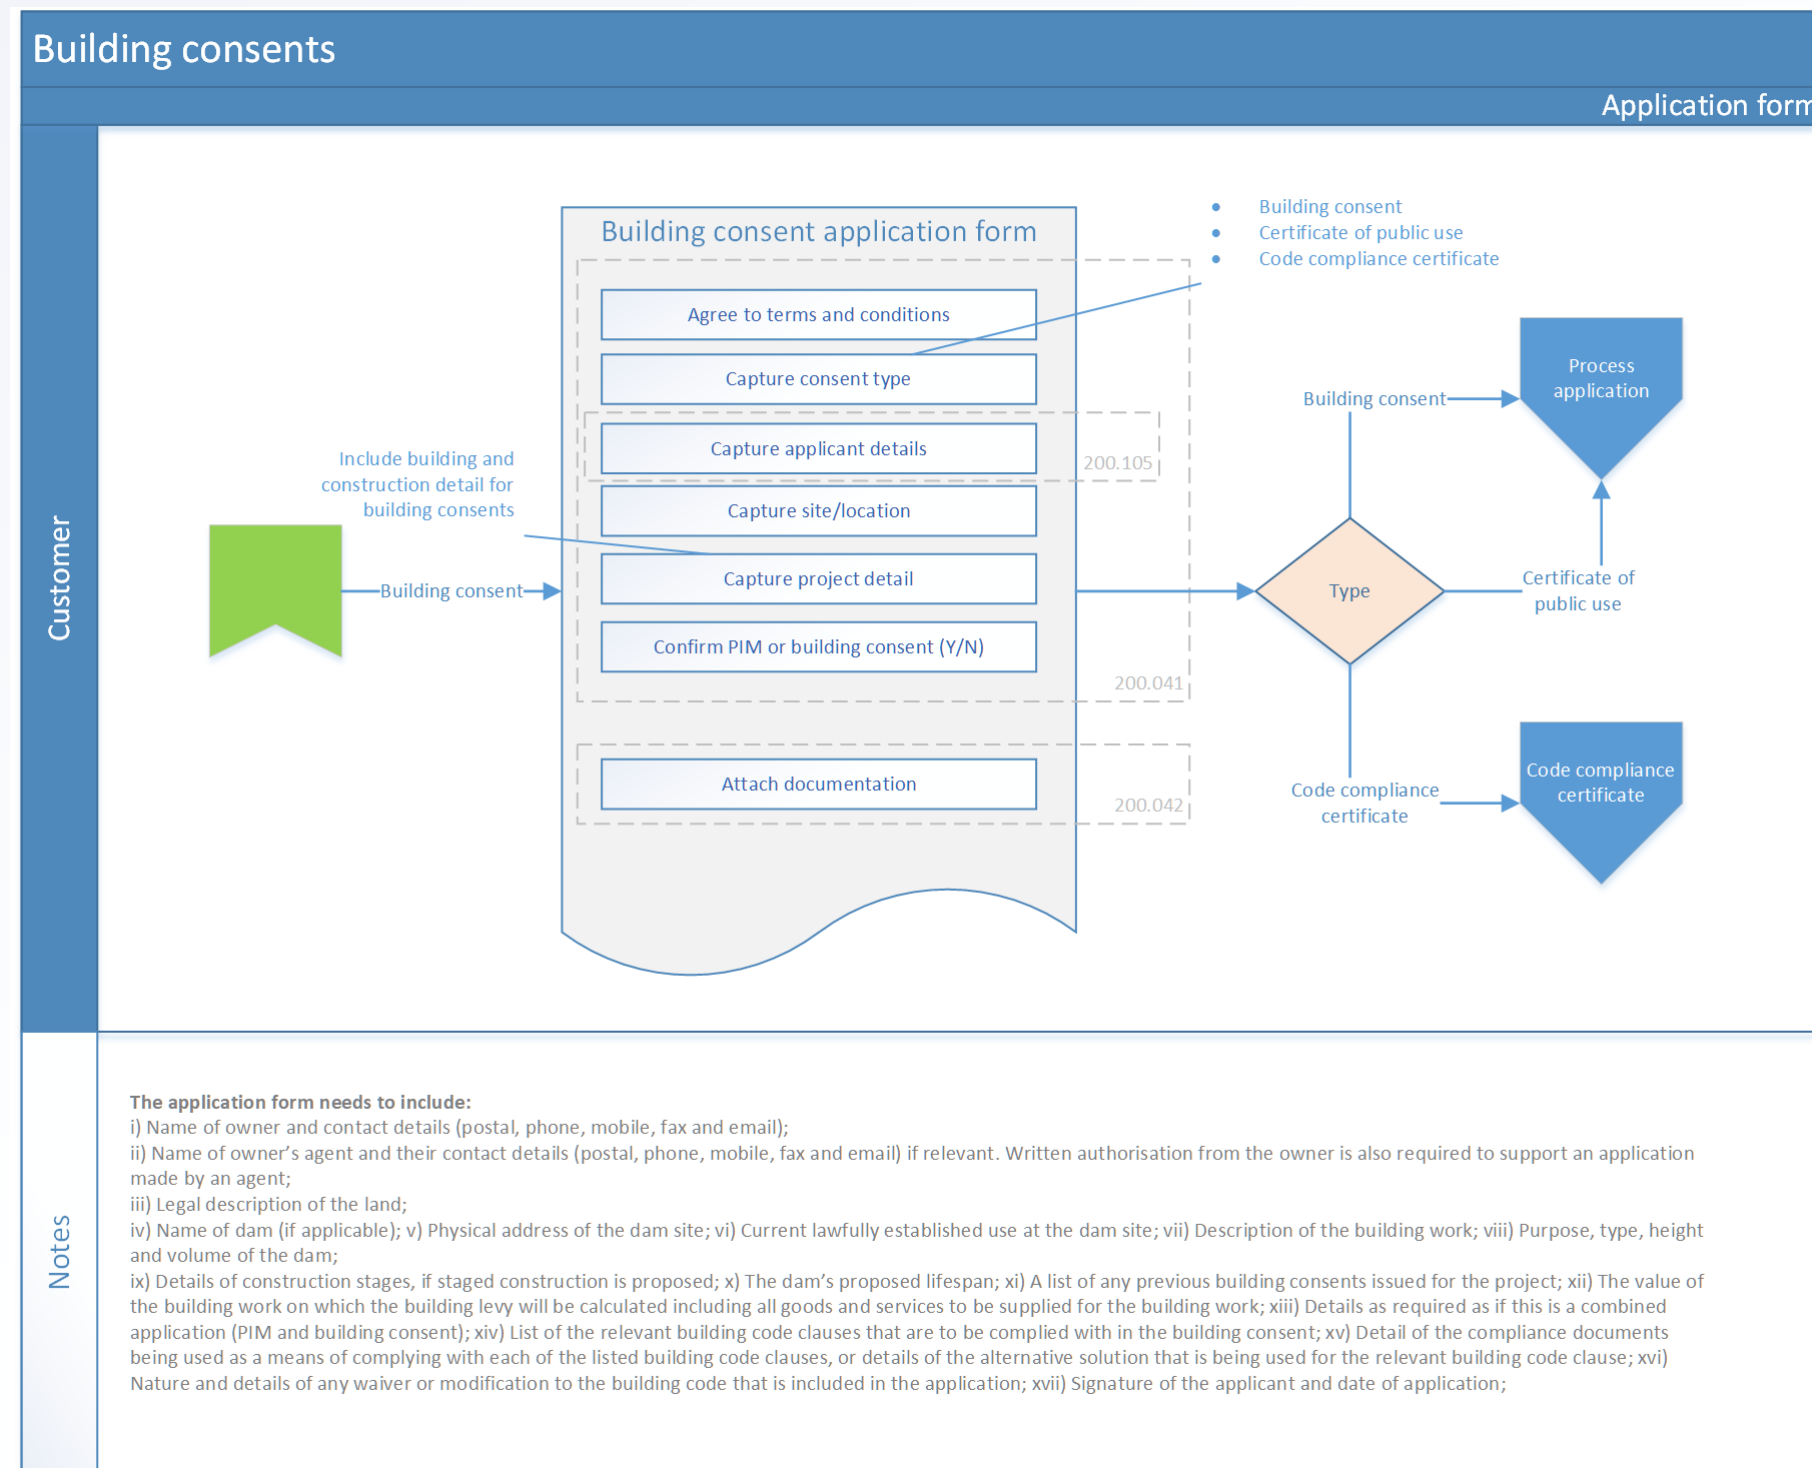 Building consents
Application form
Customer
Building consent application form
Agree to terms and conditions
Capture consent type
Capture applicant details
200.105
Capture site/location
Capture project detail
Confirm PIM or building consent (Y/N)
200.041
Attach documentation
200.042
Include building and
construction detail for
building consents
Building consent
• Building consent
• Certificate of public use
• Code compliance certificate
Type
Building consent
Process
application
Certificate of
public use
Code compliance
certificate
Code compliance
certificate
Notes
The application form needs to include:
i) Name of owner and contact details (postal, phone, mobile, fax and email);
ii) Name of owner’s agent and their contact details (postal, phone, mobile, fax and email) if relevant. Written authorisation from the owner is also required to support an application
made by an agent;
iii) Legal description of the land;
iv) Name of dam (if applicable); v) Physical address of the dam site; vi) Current lawfully established use at the dam site; vii) Description of the building work; viii) Purpose, type, height
and volume of the dam;
ix) Details of construction stages, if staged construction is proposed; x) The dam’s proposed lifespan; xi) A list of any previous building consents issued for the project; xii) The value of
the building work on which the building levy will be calculated including all goods and services to be supplied for the building work; xiii) Details as required as if this is a combined
application (PIM and building consent); xiv) List of the relevant building code clauses that are to be complied with in the building consent; xv) Detail of the compliance documents
being used as a means of complying with each of the listed building code clauses, or details of the alternative solution that is being used for the relevant building code clause; xvi)
Nature and details of any waiver or modification to the building code that is included in the application; xvii) Signature of the applicant and date of application;